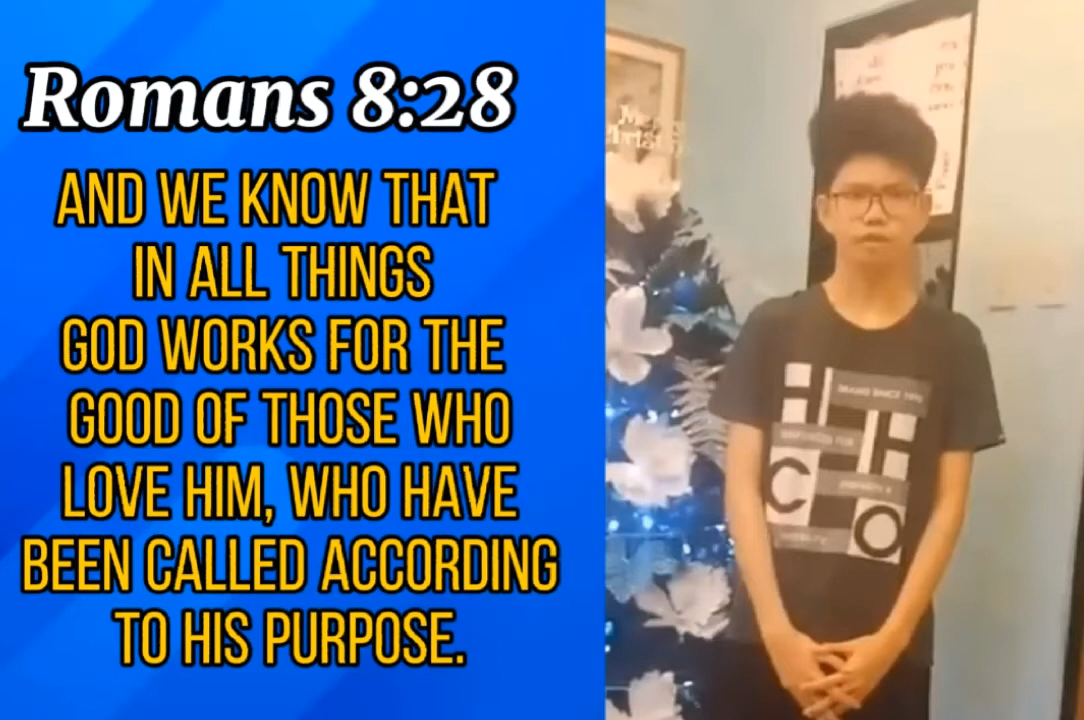 Romans 8:28
AND WE KNOW THAT
IN ALL THINGS
GOD WORKS FOR THE
GOOD OF THOSE WHO
LOVE HIM, WHO HAVE
BEEN CALLED ACCORDING
TO HIS PURPOSE.
C
O